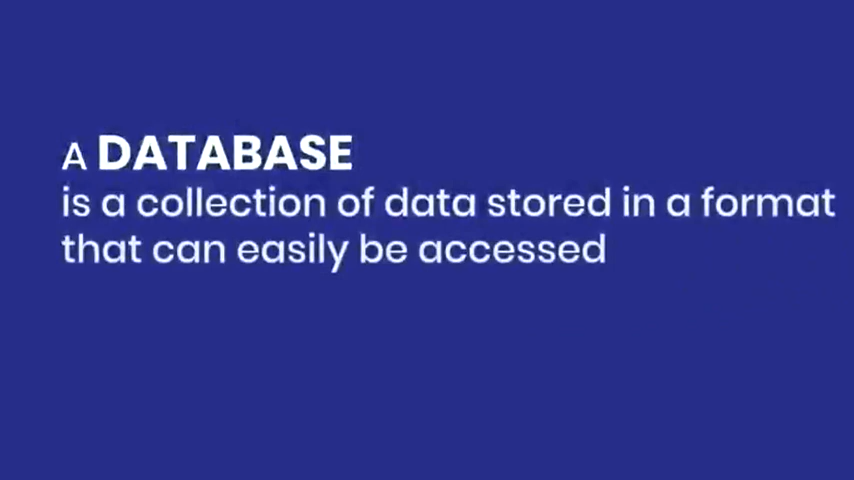 A DATABASE
is a collection of data stored in a format
that can easily be accessed